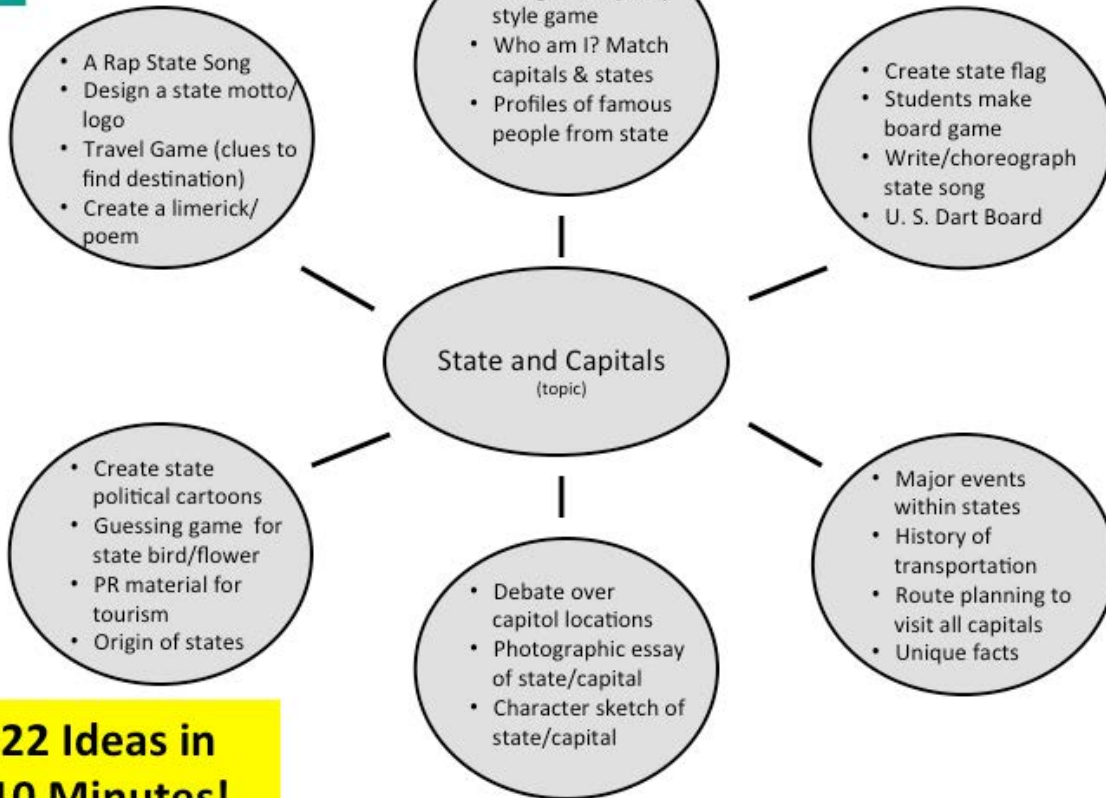 • A Rap State Song
• Design a state motto/
logo
• Travel Game (clues to
find destination)
• Create a limerick/
poem
style game
• Who am I? Match
capitals & states
• Profiles of famous
people from state
• Create state flag
• Students make
board game
• Write/choreograph
state song
• U. S. Dart Board
State and Capitals
(topic)
• Create state
political cartoons
• Guessing game for
state bird/flower
• PR material for
tourism
• Origin of states
• Debate over
capitol locations
• Photographic essay
of state/capital
• Character sketch of
state/capital
• Major events
within states
• History of
transportation
• Route planning to
visit all capitals
• Unique facts
22 Ideas in
10 Minutes!